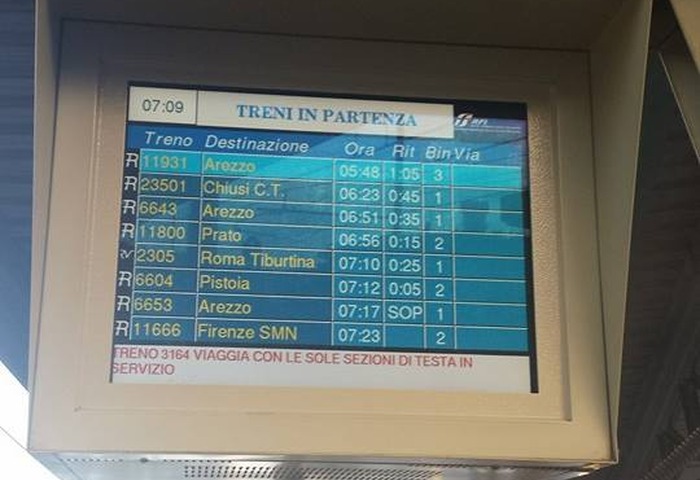 07:09 TRENI IN PARTENZA
Treno Destinazione Ora Rit Bin Via
R 11931 Arezzo 05:48 1:05 3
R 23501 Chiusi C.T. 06:23 0:45 1
R 6643 Arezzo 06:51 0:35 1
R 11800 Prato 06:56 0:15 2
RV 2305 Roma Tiburtina 07:10 0:25 1
R 6604 Pistoia 07:12 0:05 2
R 6653 Arezzo 07:17 SOP 1
R 11666 Firenze SMN 07:23 2
TRENO 3164 VIAGGIA CON LE SOLE SEZIONI DI TESTA IN
SERVIZIO